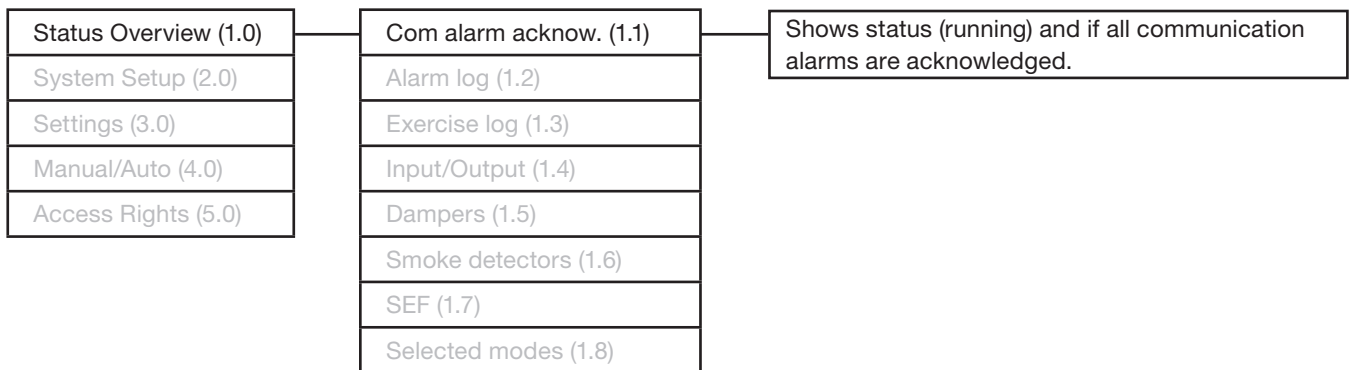 Status Overview (1.0)
System Setup (2.0)
Settings (3.0)
Manual/Auto (4.0)
Access Rights (5.0)
Com alarm acknow. (1.1)
Alarm log (1.2)
Exercise log (1.3)
Input/Output (1.4)
Dampers (1.5)
Smoke detectors (1.6)
SEF (1.7)
Selected modes (1.8)
Shows status (running) and if all communication
alarms are acknowledged.